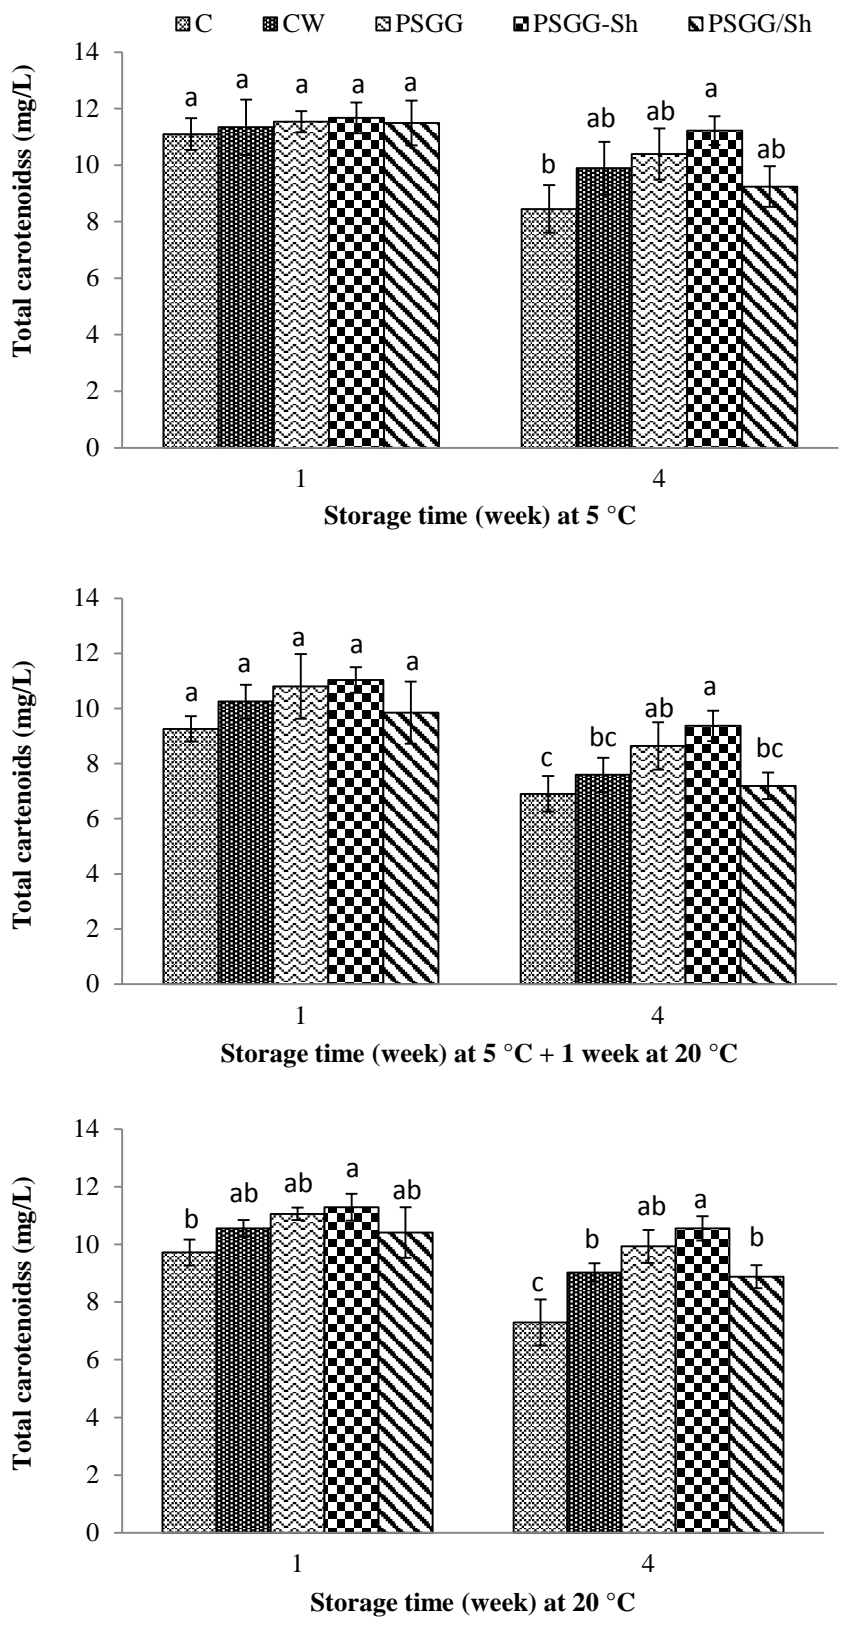 C CW PSGG PSGG-Sh PSGG/Sh
Total carotenoidss (mg/L)
14
12
10
8
6
4
2
0
a a a a a
b ab ab a ab
1 4
Storage time (week) at 5 °C
Total cartenoids (mg/L)
14
12
10
8
6
4
2
0
a a a a a
c bc ab a bc
1 4
Storage time (week) at 5 °C + 1 week at 20 °C
Total carotenoidss (mg/L)
14
12
10
8
6
4
2
0
b ab ab a ab
c b ab a b
1 4
Storage time (week) at 20 °C